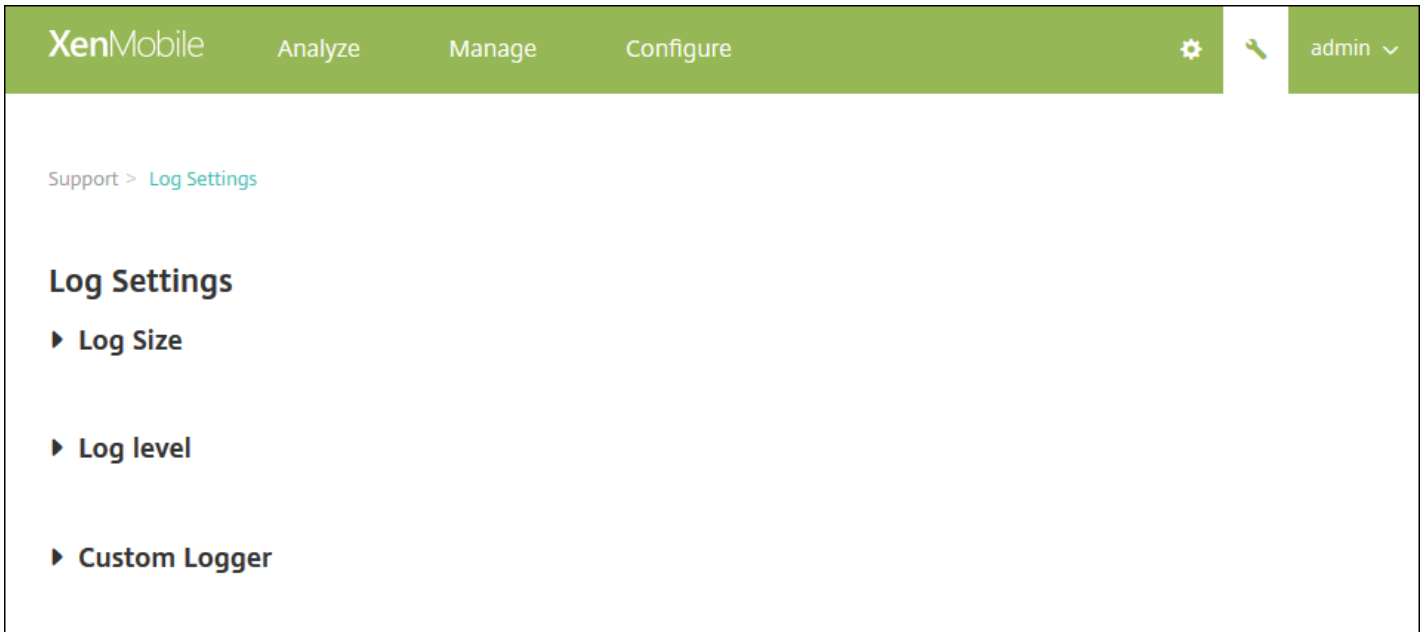 XenMobile Analyze Manage Configure admin
Support > Log Settings
Log Settings
Log Size
Log level
Custom Logger